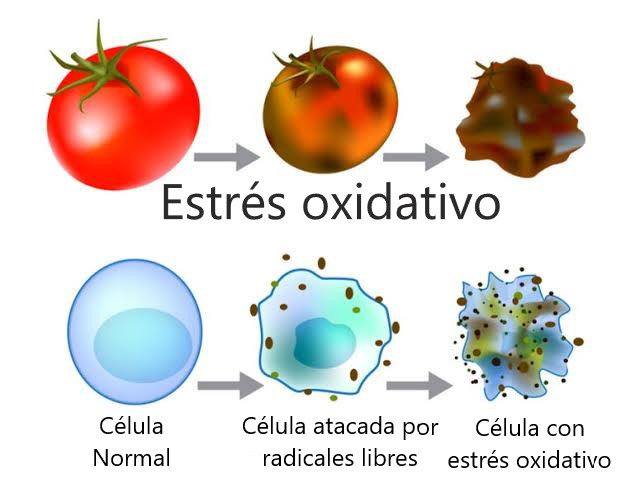 Estrés oxidativo
Célula
Normal
Célula atacada por
radicales libres
Célula con
estrés oxidativo